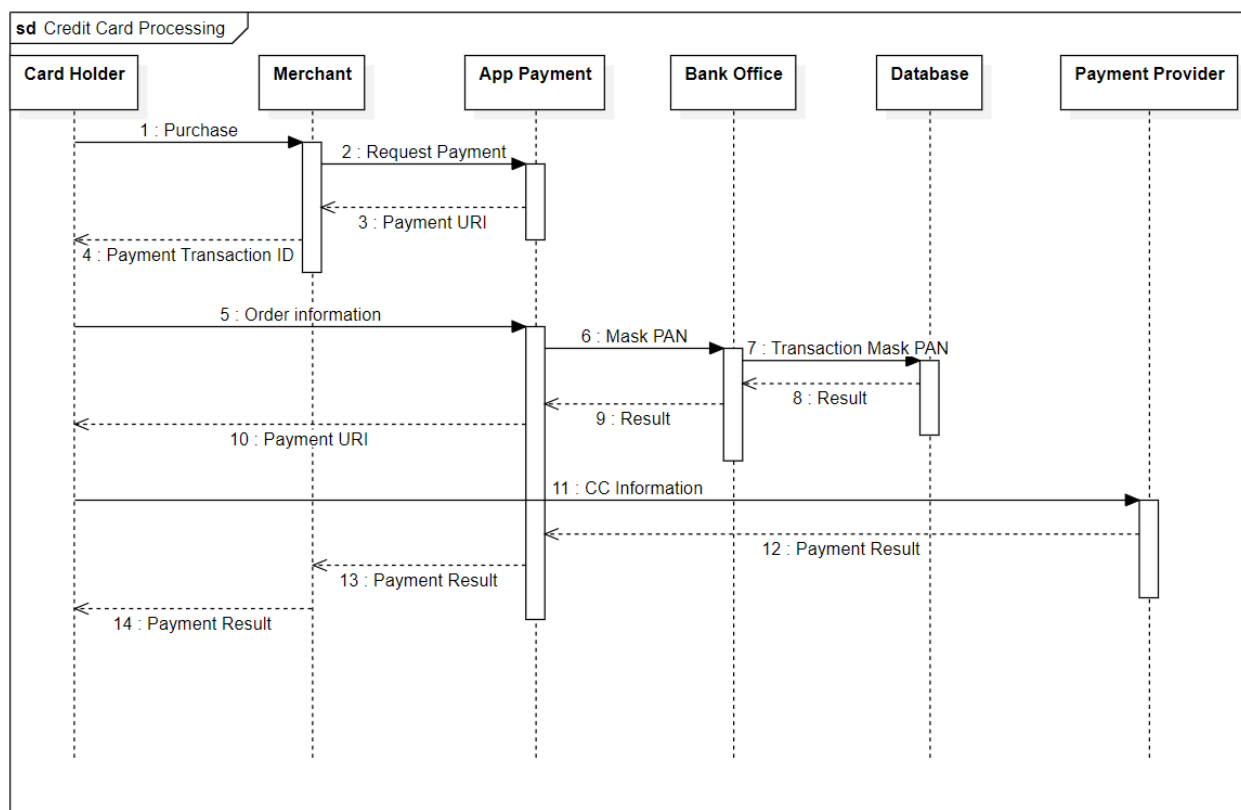 sd Credit Card Processing
Card Holder
Merchant
App Payment
Bank Office
Database
Payment Provider
1 : Purchase
2 : Request Payment
3 : Payment URI
4 : Payment Transaction ID
5 : Order information
6 : Mask PAN
7 : Transaction Mask PAN
8 : Result
9 : Result
10 : Payment URI
11 : CC Information
12 : Payment Result
13 : Payment Result
14 : Payment Result